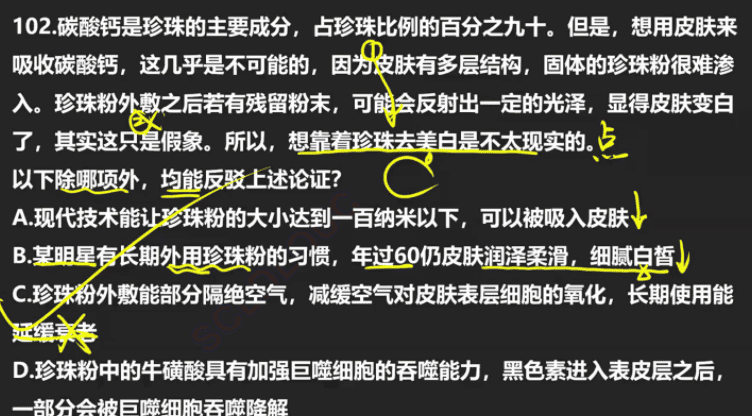 102.碳酸钙是珍珠的主要成分，占珍珠比例的百分之九十。但是，想用皮肤来
吸收碳酸钙，这几乎是不可能的，因为皮肤有多层结构，固体的珍珠粉很难渗
入。珍珠粉外敷之后若有残留粉末，可能会反射出一定的光泽，显得皮肤变白
了，其实这只是假象。所以，想靠着珍珠去美白是不太现实的。点
以下除哪项外，均能反驳上述论证？
A.现代技术能让珍珠粉的大小达到一百纳米以下，可以被吸入皮肤
B.某明星有长期外用珍珠粉的习惯，年过60仍皮肤润泽柔滑，细腻白皙
C.珍珠粉外敷能部分隔绝空气，减缓空气对皮肤表层细胞的氧化，长期使用能
延缓衰老
D.珍珠粉中的牛磺酸具有加强巨噬细胞的吞噬能力，黑色素进入表皮层之后，
一部分会被巨噬细胞吞噬降解